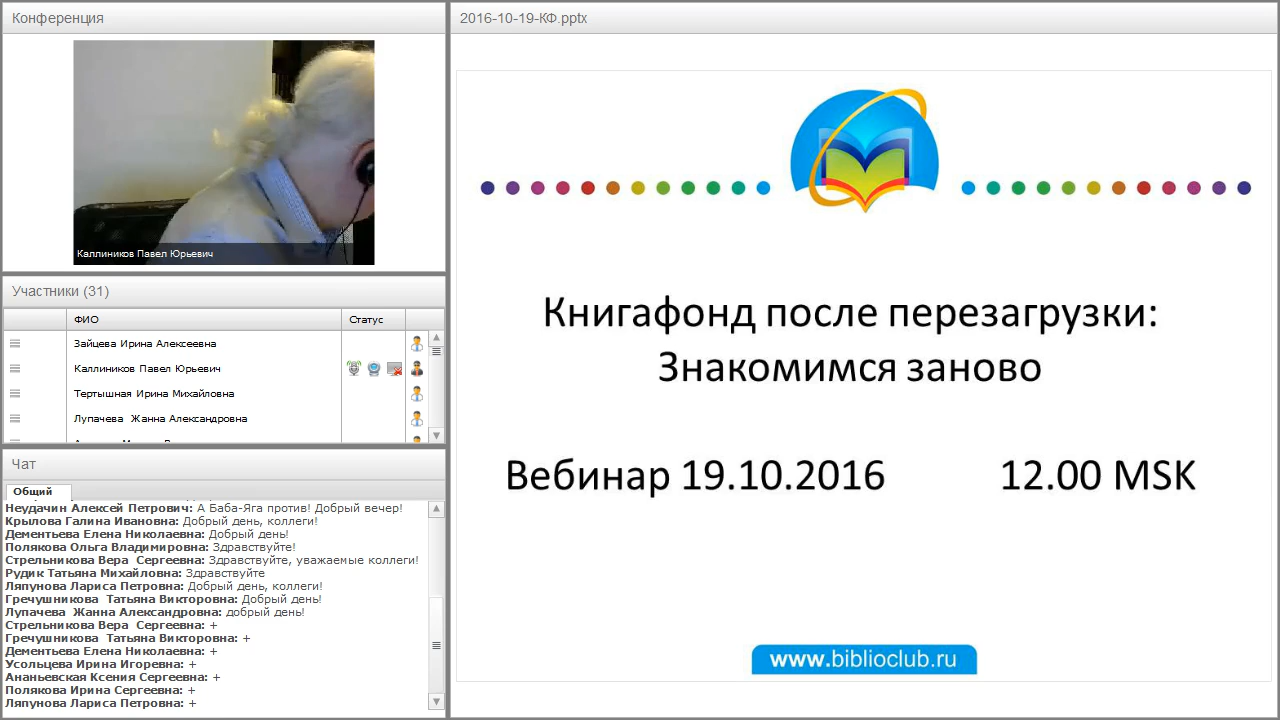 Конференция
Каллиников Павел Юрьевич
Участники (31)
ФИО Статус
Зайцева Ирина Алексеевна
Каллиников Павел Юрьевич
Тертышная Ирина Михайловна
Лупачева Жанна Александровна
Чат
Общий
Неудачин Алексей Петрович: А Баба-Яга против! Добрый вечер!
Крылова Галина Ивановна: Добрый день, коллеги!
Дементьева Елена Николаевна: Добрый день!
Полякова Ольга Владимировна: Здравствуйте!
Стрельникова Вера Сергеевна: Здравствуйте, уважаемые коллеги!
Рудик Татьяна Михайловна: Здравствуйте
Ляпунова Лариса Петровна: Добрый день, коллеги!
Гречушникова Татьяна Викторовна: Добрый день!
Лупачева Жанна Александровна: добрый день!
Стрельникова Вера Сергеевна: +
Гречушникова Татьяна Викторовна: +
Дементьева Елена Николаевна: +
Усольцева Ирина Игоревна: +
Ананьевская Ксения Сергеевна: +
Полякова Ирина Сергеевна: +
Ляпунова Лариса Петровна: +
2016-10-19-КФ.pptx
Книгафонд после перезагрузки:
Знакомимся заново
Вебинар 19.10.2016 12.00 MSK
www.biblioclub.ru